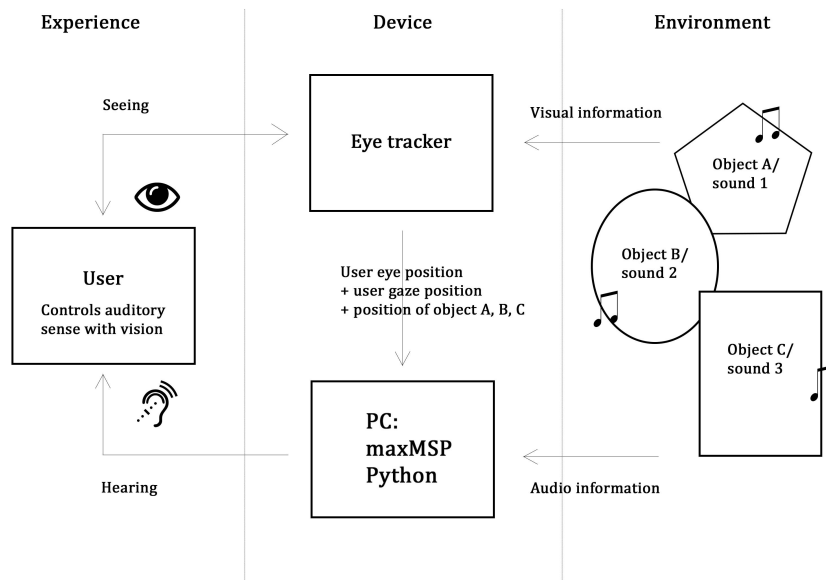 Experience
Device
Environment
Seeing
Visual information
Eye tracker
Object A/
sound 1
Object B/
sound 2
User
Controls auditory
sense with vision
User eye position
+ user gaze position
+ position of object A, B, C
Object C/
sound 3
PC:
maxMSP
Python
Hearing
Audio information